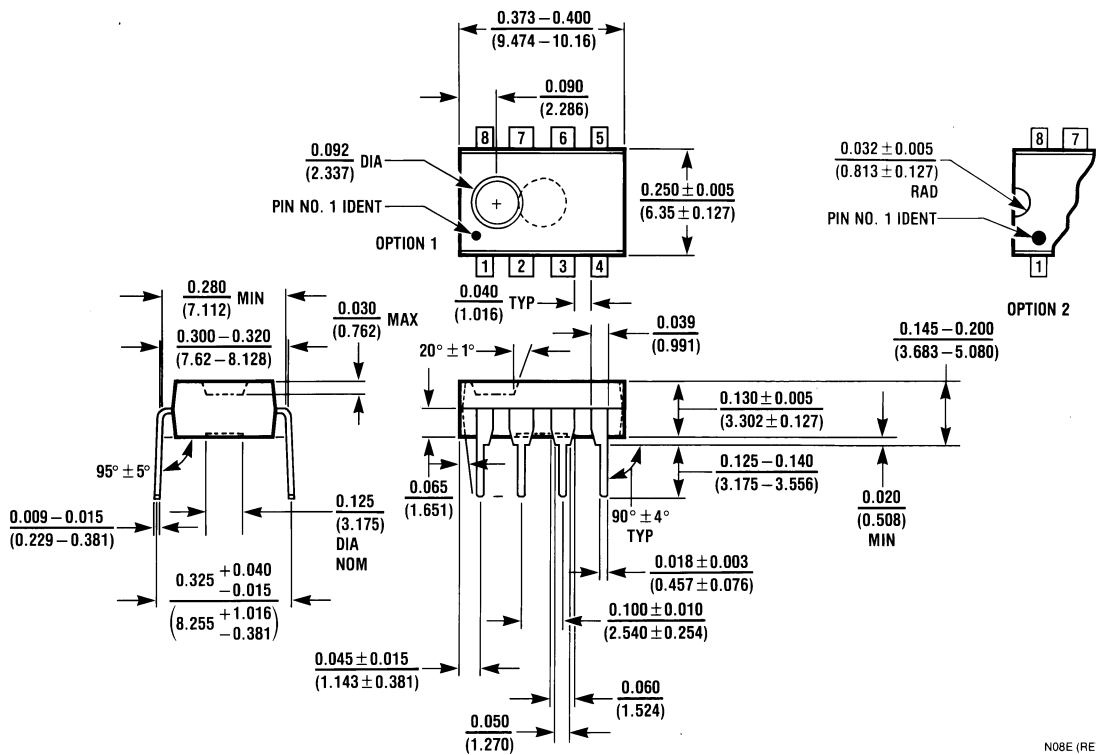 0.373 – 0.400
(9.474 – 10.16)
0.090
(2.286)
8 7 6 5
0.092 DIA
(2.337)
PIN NO. 1 IDENT
OPTION 1
0.250 ± 0.005
(6.35 ± 0.127)
1 2 3 4
8 7
0.032 ± 0.005
(0.813 ± 0.127)
RAD
PIN NO. 1 IDENT
1
OPTION 2
0.280 MIN
(7.112)
0.300 – 0.320
(7.62 – 8.128)
0.030 MAX
(0.762)
0.040 TYP
(1.016)
20° ± 1°
0.039
(0.991)
0.145 – 0.200
(3.683 – 5.080)
0.130 ± 0.005
(3.302 ± 0.127)
95° ± 5°
0.065
(1.651)
0.125 – 0.140
(3.175 – 3.556)
0.009 – 0.015
(0.229 – 0.381)
0.125
(3.175)
DIA
NOM
90° ± 4°
TYP
0.020
(0.508)
MIN
0.325 +0.040
–0.015
(8.255 +1.016
–0.381)
0.018 ± 0.003
(0.457 ± 0.076)
0.100 ± 0.010
(2.540 ± 0.254)
0.045 ± 0.015
(1.143 ± 0.381)
0.060
(1.524)
0.050
(1.270)
N08E (RE